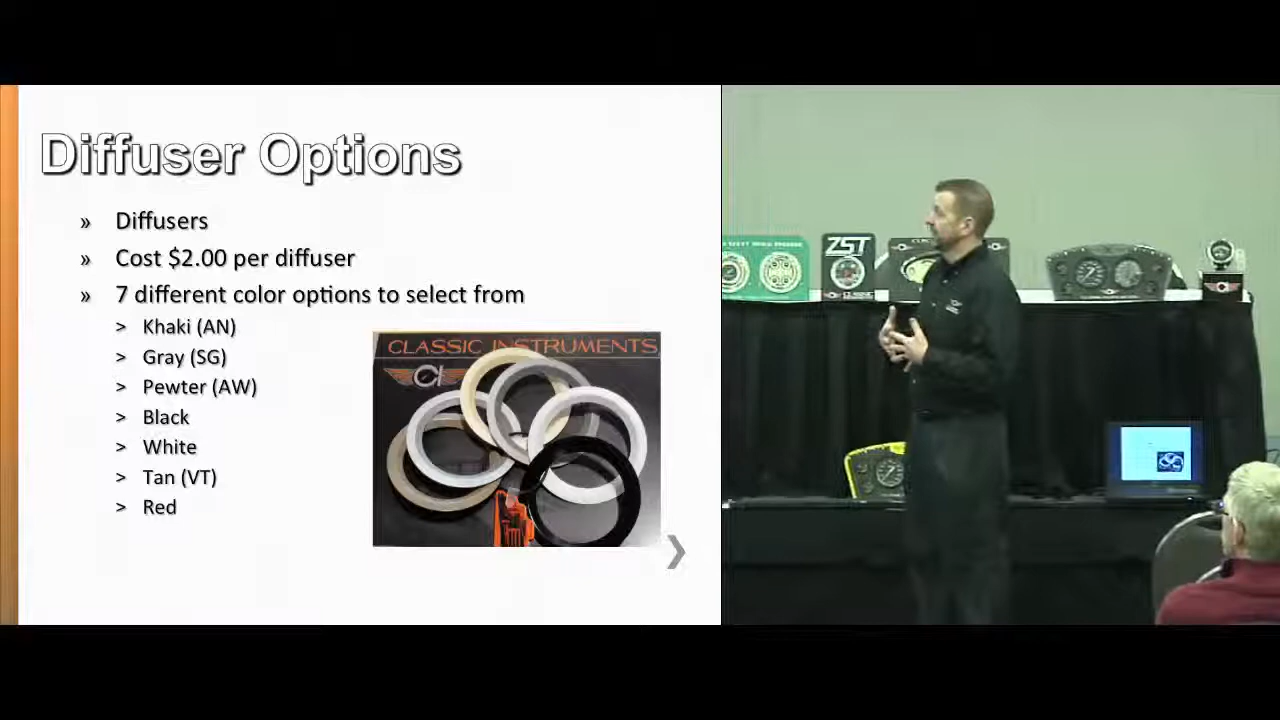 Diffuser Options
» Diffusers
» Cost $2.00 per diffuser
» 7 different color options to select from
> Khaki (AN)
> Gray (SG)
> Pewter (AW)
> Black
> White
> Tan (VT)
> Red
CLASSIC INSTRUMENTS
CI
ZST